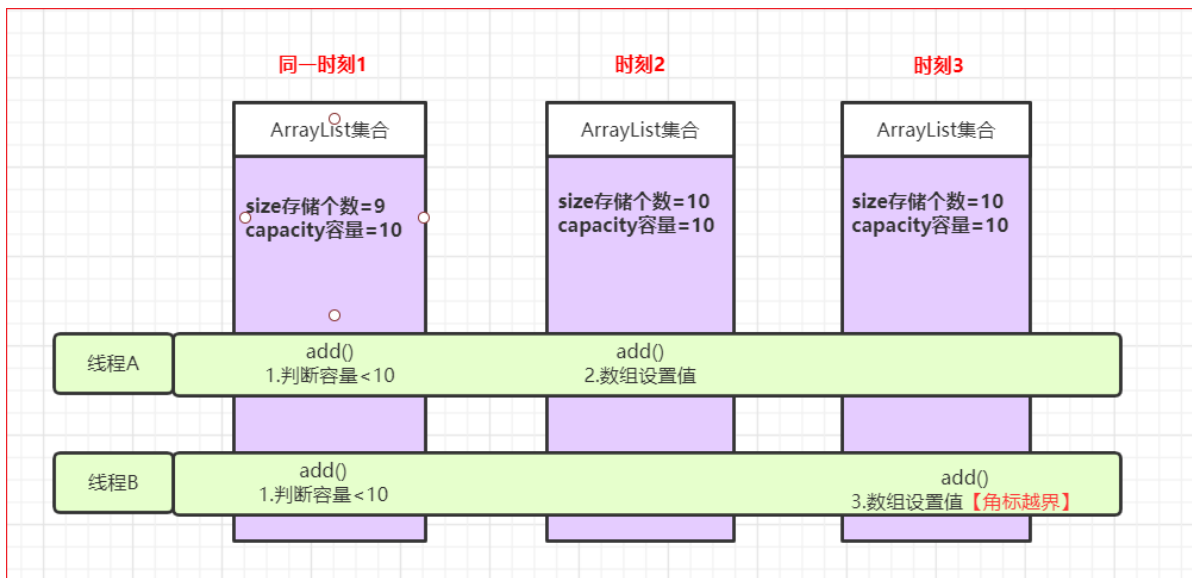 同一时刻1
时刻2
时刻3
ArrayList集合
ArrayList集合
ArrayList集合
size存储个数=9
capacity容量=10
size存储个数=10
capacity容量=10
size存储个数=10
capacity容量=10
线程A
add()
1.判断容量<10
add()
2.数组设置值
线程B
add()
1.判断容量<10
add()
3.数组设置值【角标越界】